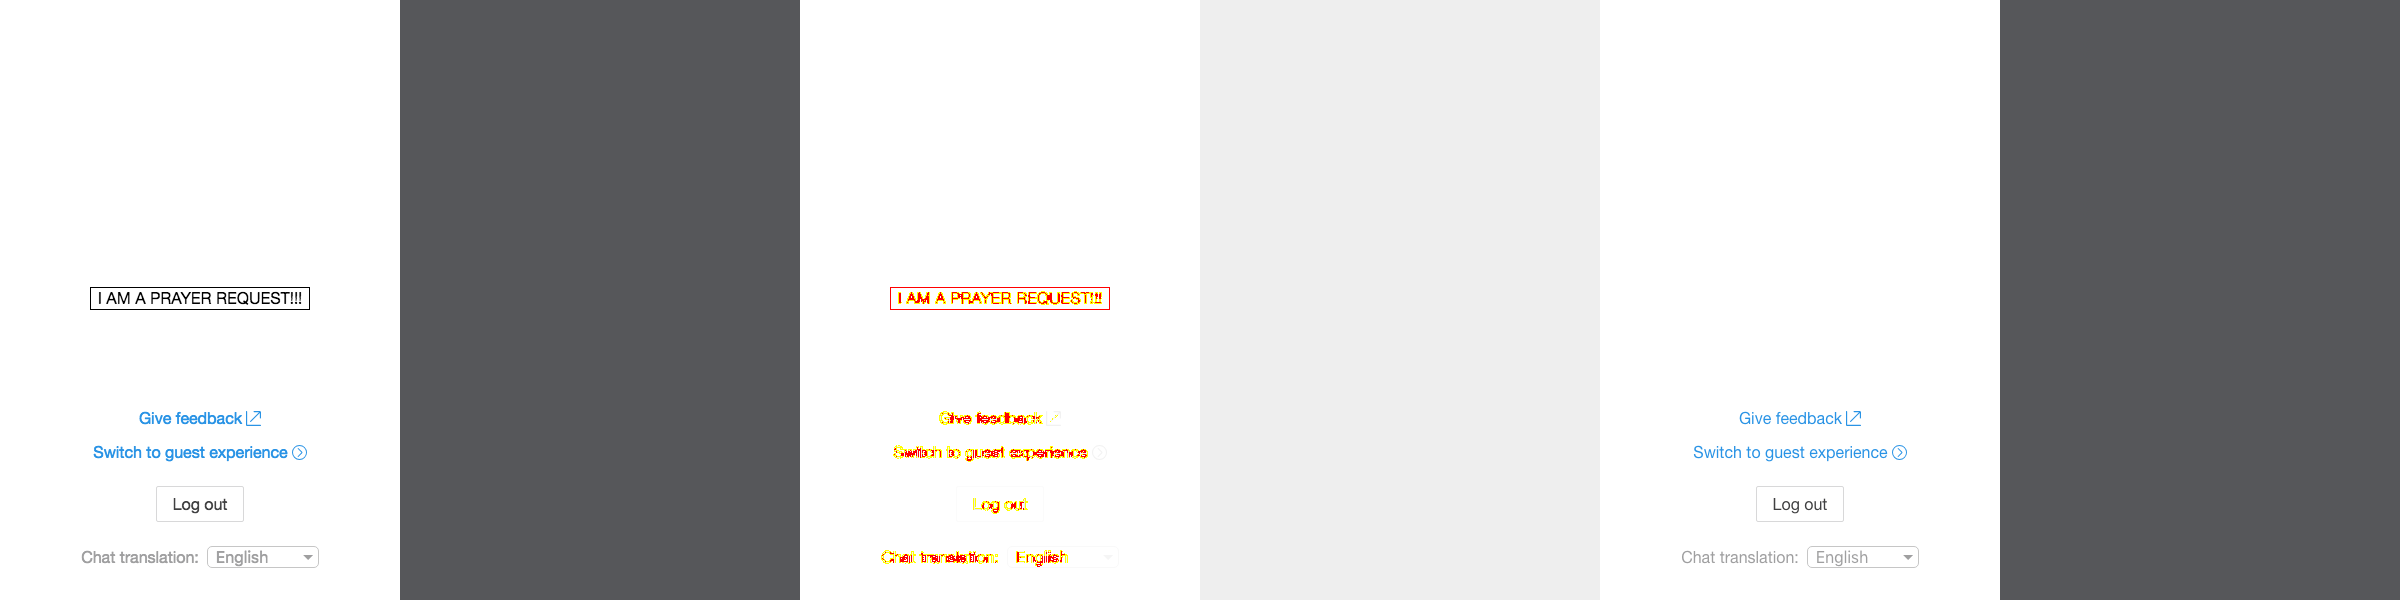 I AM A PRAYER REQUEST!!!
Give feedback
Switch to guest experience
Log out
Chat translation: English
I AM A PRAYER REQUEST!!!
Give feedback
Switch to guest experience
Log out
Chat translation: English
Give feedback
Switch to guest experience
Log out
Chat translation: English